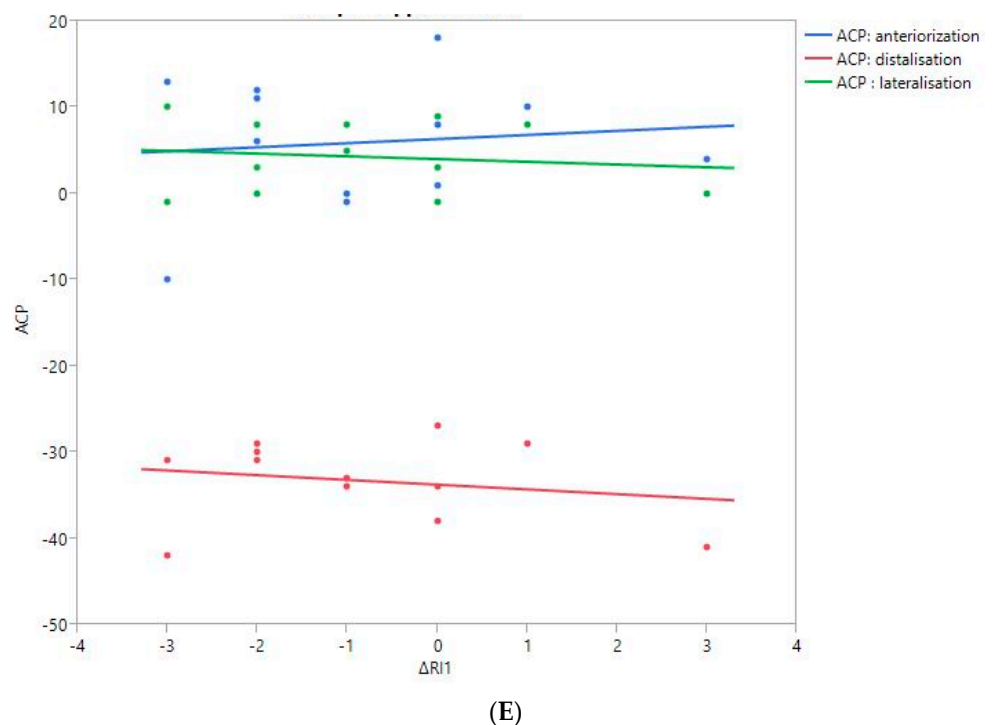 20
10
0
-10
-20
-30
-40
-50
ACP
-4 -3 -2 -1 0 1 2 3 4
ΔRI1
ACP: anteriorization
ACP: distalisation
ACP : lateralisation
(E)